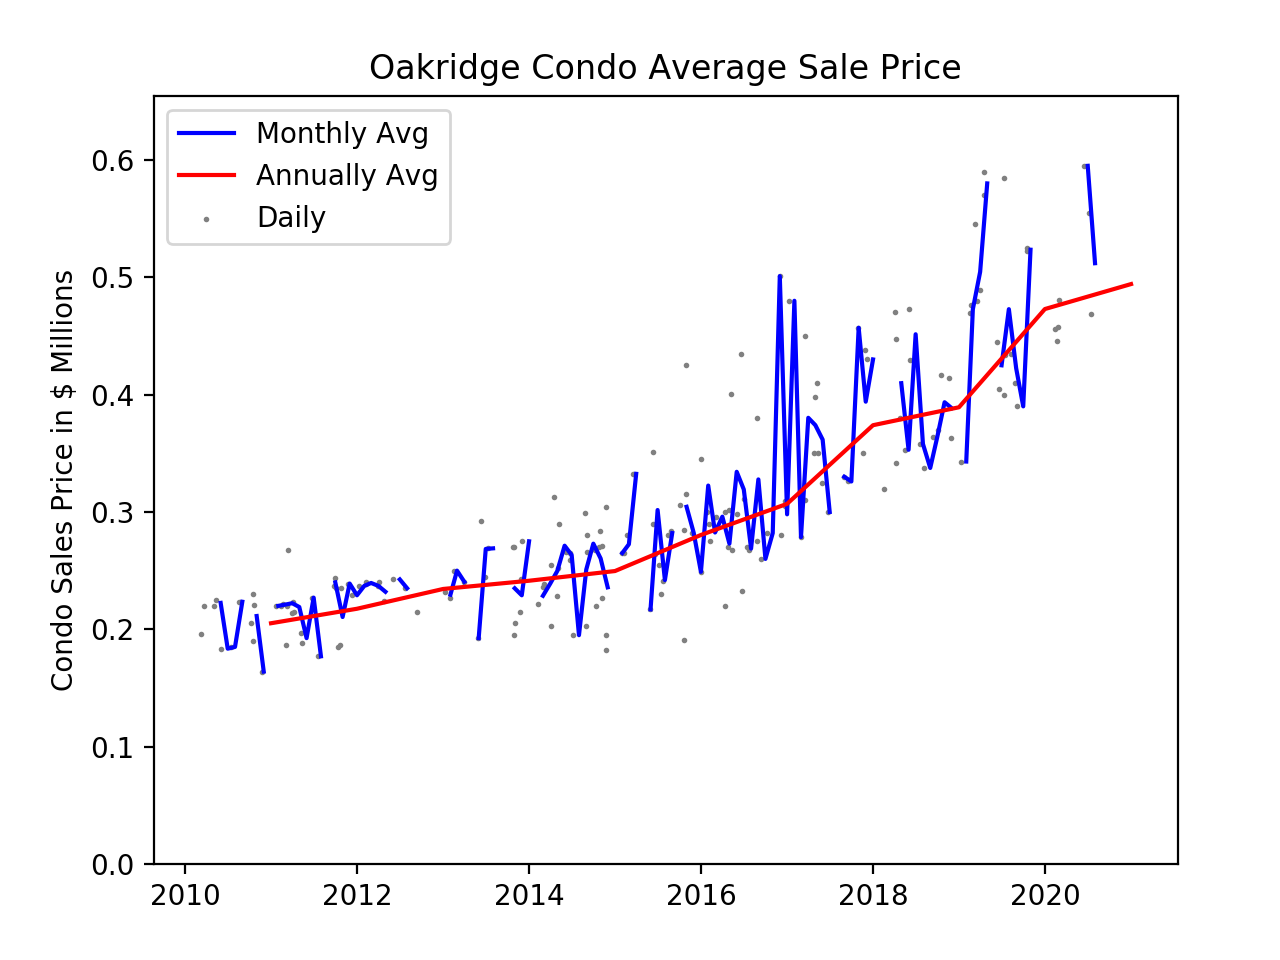 Oakridge Condo Average Sale Price
Monthly Avg
Annually Avg
Daily
Condo Sales Price in $ Millions
0.6
0.5
0.4
0.3
0.2
0.1
0.0
2010 2012 2014 2016 2018 2020